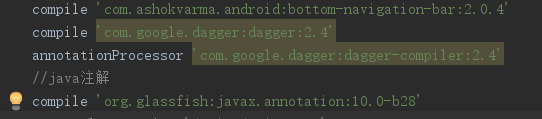 compile 'com.ashokvarma.android:bottom-navigation-bar:2.0.4'
compile 'com.google.dagger:dagger:2.4'
annotationProcessor 'com.google.dagger:dagger-compiler:2.4'
//java注解
compile 'org.glassfish:javax.annotation:10.0-b28'